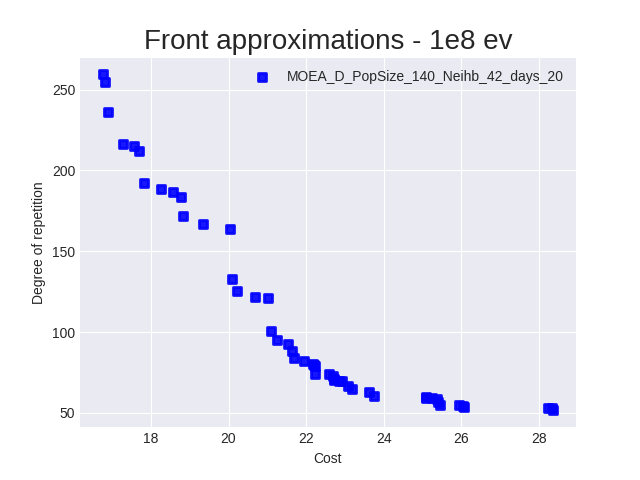 Front approximations - 1e8 ev
MOEA_D_PopSize_140_Neihb_42_days_20
250
200
150
100
50
Degree of repetition
18 20 22 24 26 28
Cost